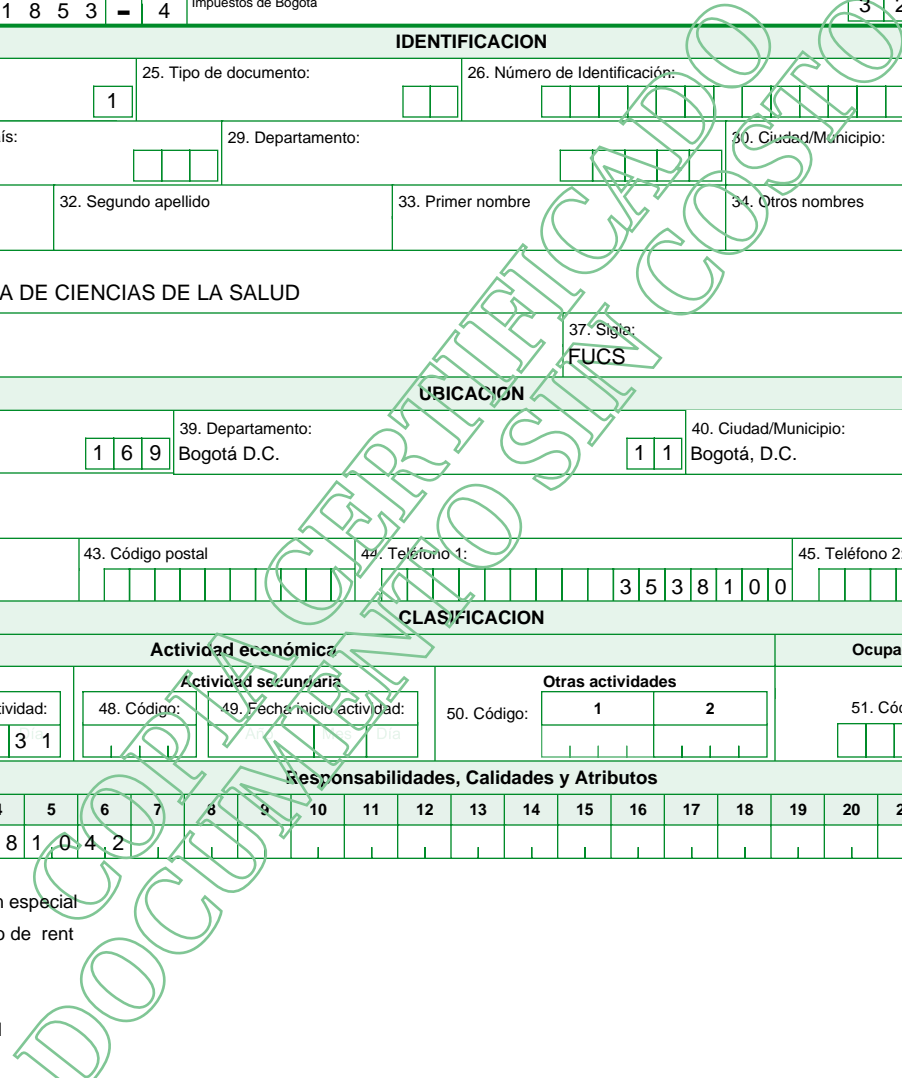 1 8 5 3 - 4 Impuestos de Bogotá 3 2
IDENTIFICACION
25. Tipo de documento: 26. Número de Identificación:
1
ís: 29. Departamento: 30. Ciudad/Municipio:
32. Segundo apellido 33. Primer nombre 34. Otros nombres
A DE CIENCIAS DE LA SALUD
37. Sigla:
FUCS
UBICACION
39. Departamento: 40. Ciudad/Municipio:
1 6 9 Bogotá D.C. 1 1 Bogotá, D.C.
43. Código postal 44. Teléfono 1: 45. Teléfono 2:
3 5 3 8 1 0 0
CLASIFICACION
Actividad económica Ocupa
Actividad secundaria Otras actividades
tividad: 48. Código: 49. Fecha inicio actividad: 50. Código: 1 2 51. Cód
Día 3 1 Año Mes Día
Responsabilidades, Calidades y Atributos
4 5 6 7 8 9 10 11 12 13 14 15 16 17 18 19 20 2
8 1 0 4 2
n especial
o de rent
COPIA CERTIFICADO
DOCUMENTO SIN COSTO